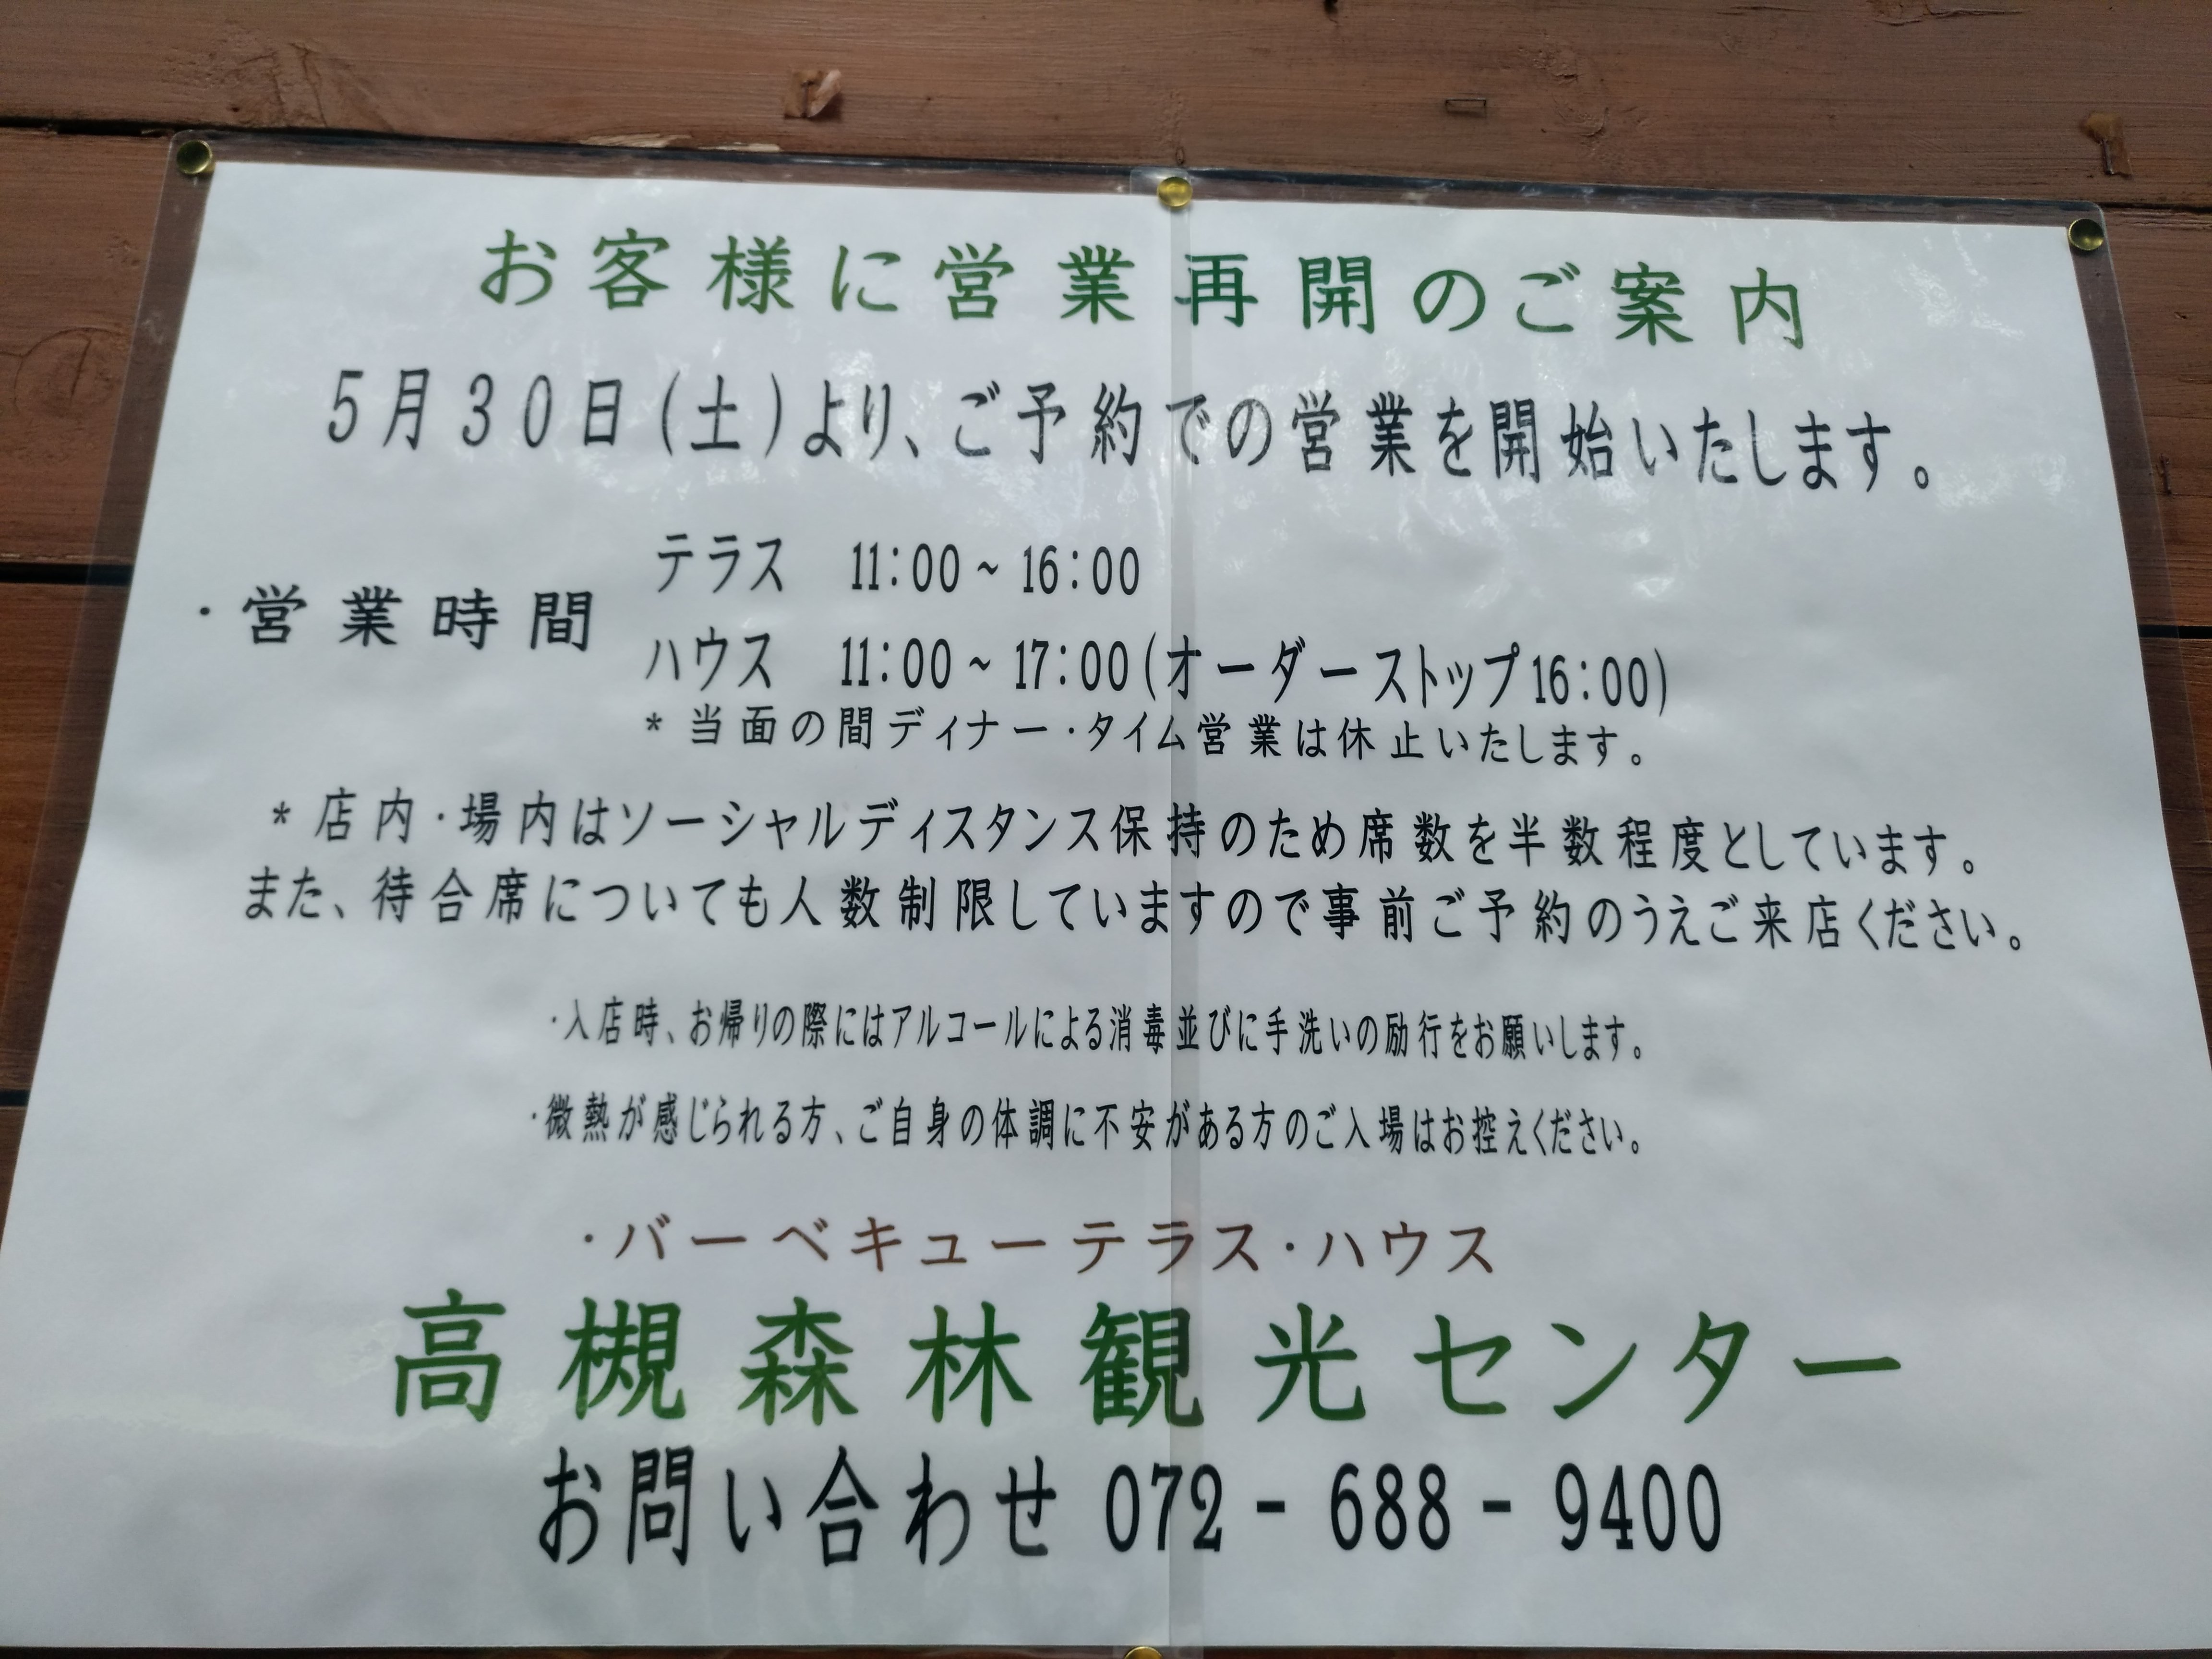 お客様に営業再開のご案内
5月30日(土)より、ご予約での営業を開始いたします。
・営業時間
テラス 11:00～16:00
ハウス 11:00～17:00(オーダーストップ16:00)
*当面の間ディナー・タイム営業は休止いたします。
*店内・場内はソーシャルディスタンス保持のため席数を半数程度としています。
また、待合席についても人数制限していますので事前ご予約のうえご来店ください。
・入店時、お帰りの際にはアルコールによる消毒並びに手洗いの励行をお願いします。
・微熱が感じられる方、ご自身の体調に不安がある方のご入場はお控えください。
・バーベキューテラス・ハウス
高槻森林観光センター
お問い合わせ 072-688-9400